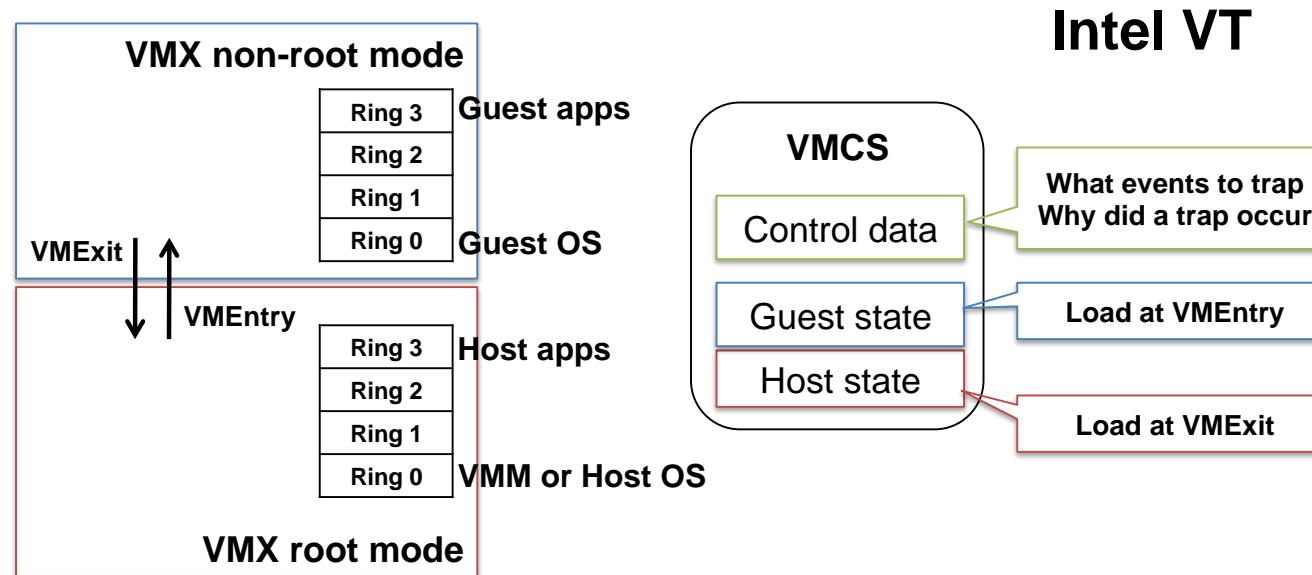 Intel VT
VMX non-root mode
Ring 3 Guest apps
Ring 2
Ring 1
Ring 0 Guest OS
VMExit
VMEntry
Ring 3 Host apps
Ring 2
Ring 1
Ring 0 VMM or Host OS
VMX root mode
VMCS
Control data
Guest state
Host state
What events to trap
Why did a trap occur
Load at VMEntry
Load at VMExit